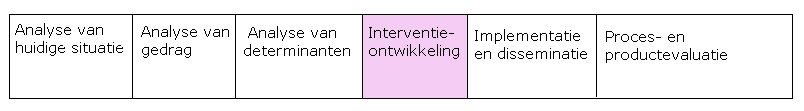 Analyse van
huidige situatie
Analyse van
gedrag
Analyse van
determinanten
Interventie-
ontwikkeling
Implementatie
en disseminatie
Proces- en
productevaluatie